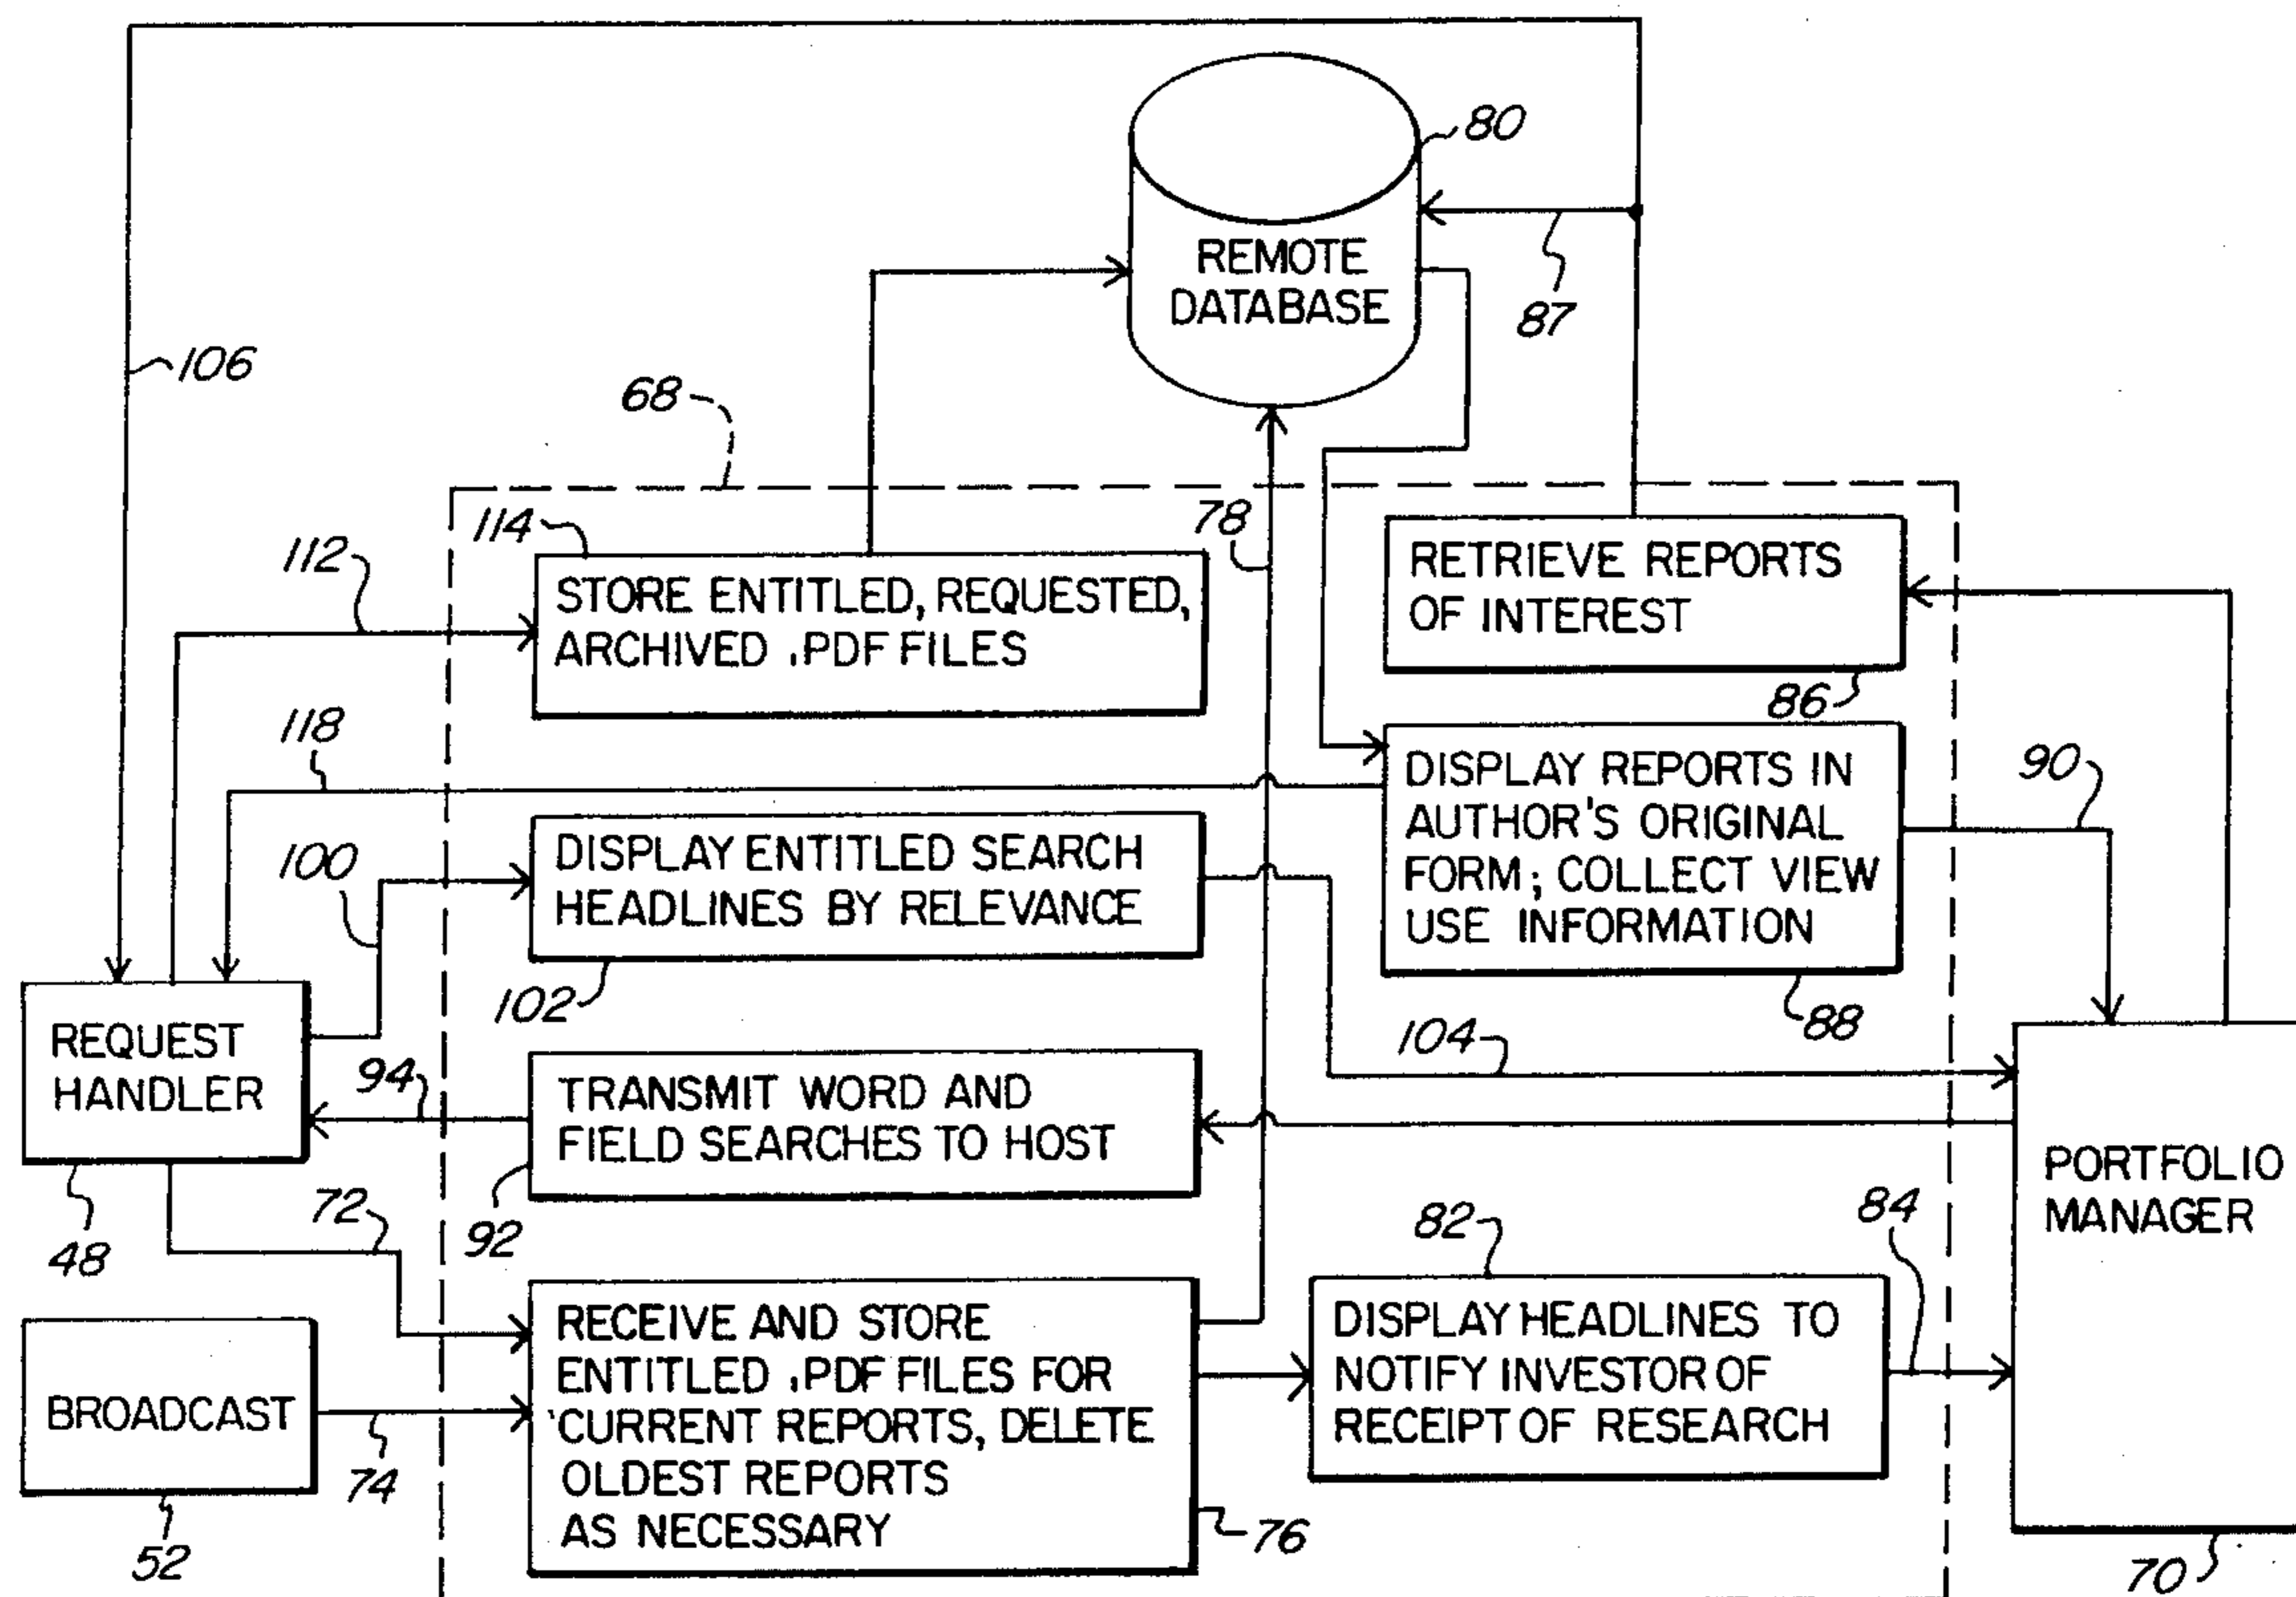 80
REMOTE
DATABASE
87
106
68
78
114
112
STORE ENTITLED, REQUESTED,
ARCHIVED .PDF FILES
RETRIEVE REPORTS
OF INTEREST
86
118
DISPLAY REPORTS IN
AUTHOR'S ORIGINAL
FORM; COLLECT VIEW
USE INFORMATION
90
100
DISPLAY ENTITLED SEARCH
HEADLINES BY RELEVANCE
102
88
REQUEST
HANDLER
94
104
TRANSMIT WORD AND
FIELD SEARCHES TO HOST
PORTFOLIO
MANAGER
48
72
92
82
84
BROADCAST
52
74
RECEIVE AND STORE
ENTITLED .PDF FILES FOR
CURRENT REPORTS, DELETE
OLDEST REPORTS
AS NECESSARY
76
DISPLAY HEADLINES TO
NOTIFY INVESTOR OF
RECEIPT OF RESEARCH
70